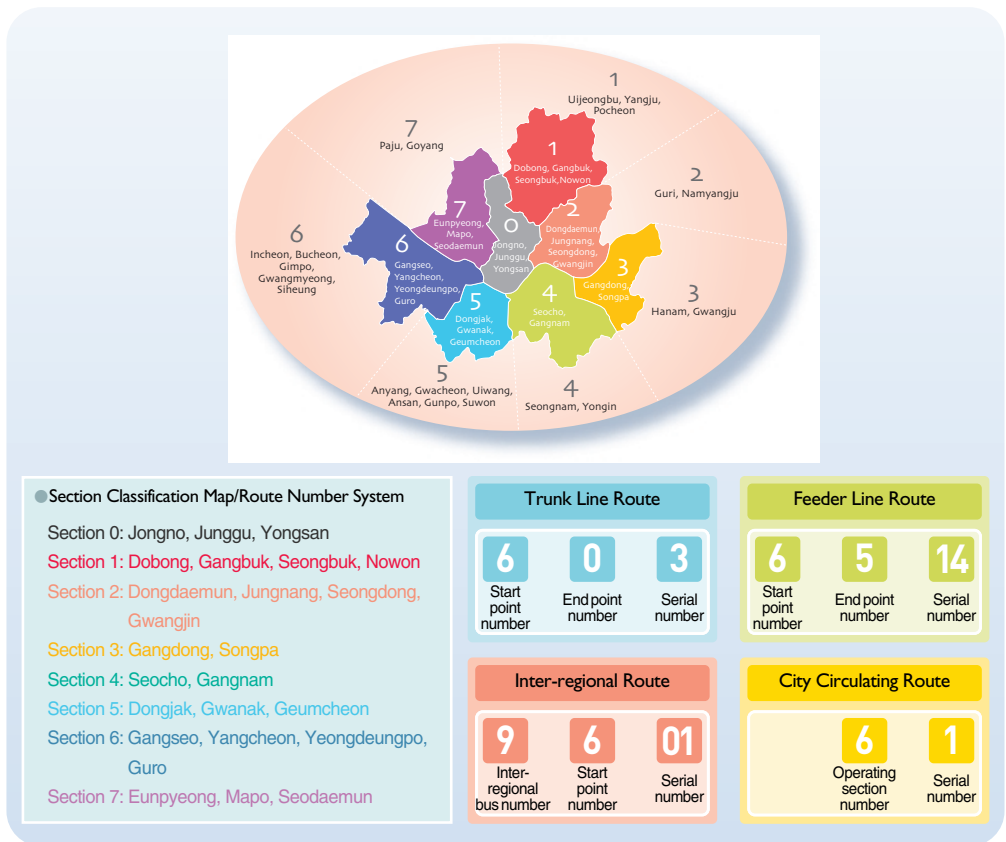 1
Uijeongbu, Yangju,
Pocheon
7
Paju, Goyang
1
Dobong, Gangbuk,
Seongbuk, Nowon
2
Guri, Namyangju
7
Eunpyeong,
Mapo,
Seodaemun
0
Jongno,
Junggu,
Yongsan
2
Dongdaemun,
Jungnang,
Seongdong,
Gwangjin
6
Incheon, Bucheon,
Gimpo,
Gwangmyeong,
Siheung
6
Gangseo,
Yangcheon,
Yeongdeungpo,
Guro
3
Gangdong,
Songpa
3
Hanam, Gwangju
5
Dongjak,
Gwanak,
Geumcheon
4
Seocho,
Gangnam
5
Anyang, Gwacheon, Uiwang,
Ansan, Gunpo, Suwon
4
Seongnam, Yongin
Section Classification Map/Route Number System
Section 0: Jongno, Junggu, Yongsan
Section 1: Dobong, Gangbuk, Seongbuk, Nowon
Section 2: Dongdaemun, Jungnang, Seongdong,
Gwangjin
Section 3: Gangdong, Songpa
Section 4: Seocho, Gangnam
Section 5: Dongjak, Gwanak, Geumcheon
Section 6: Gangseo, Yangcheon, Yeongdeungpo,
Guro
Section 7: Eunpyeong, Mapo, Seodaemun
Trunk Line Route
6 0 3
Start
point
number
End point
number
Serial
number
Feeder Line Route
6 5 14
Start
point
number
End point
number
Serial
number
Inter-regional Route
9 6 01
Inter-
regional
bus number
Start
point
number
Serial
number
City Circulating Route
6 1
Operating
section
number
Serial
number